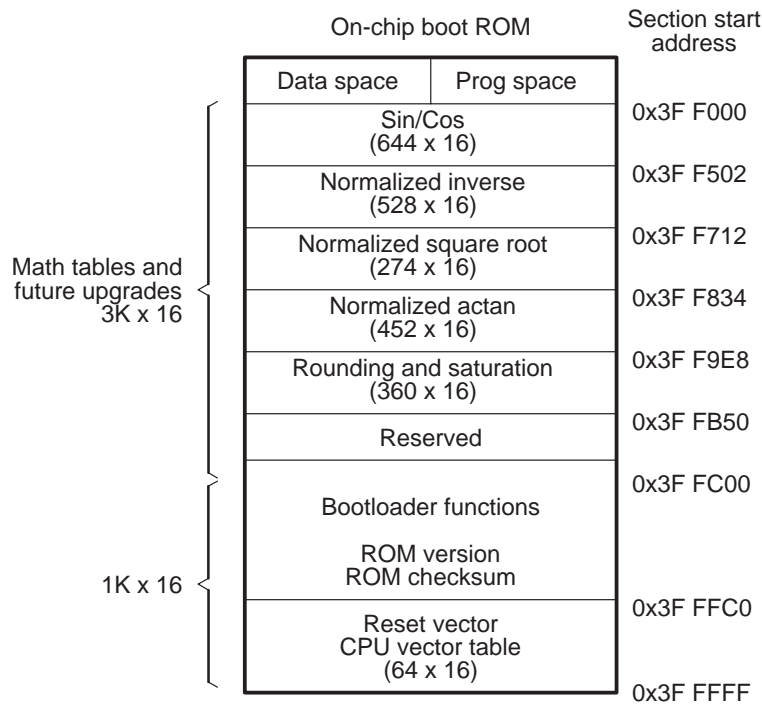 On-chip boot ROM
Section start
address
Data space
Prog space
0x3F F000
Sin/Cos
(644 x 16)
0x3F F502
Normalized inverse
(528 x 16)
0x3F F712
Normalized square root
(274 x 16)
Math tables and
future upgrades
3K x 16
0x3F F834
Normalized actan
(452 x 16)
0x3F F9E8
Rounding and saturation
(360 x 16)
0x3F FB50
Reserved
0x3F FC00
Bootloader functions
ROM version
ROM checksum
1K x 16
0x3F FFC0
Reset vector
CPU vector table
(64 x 16)
0x3F FFFF